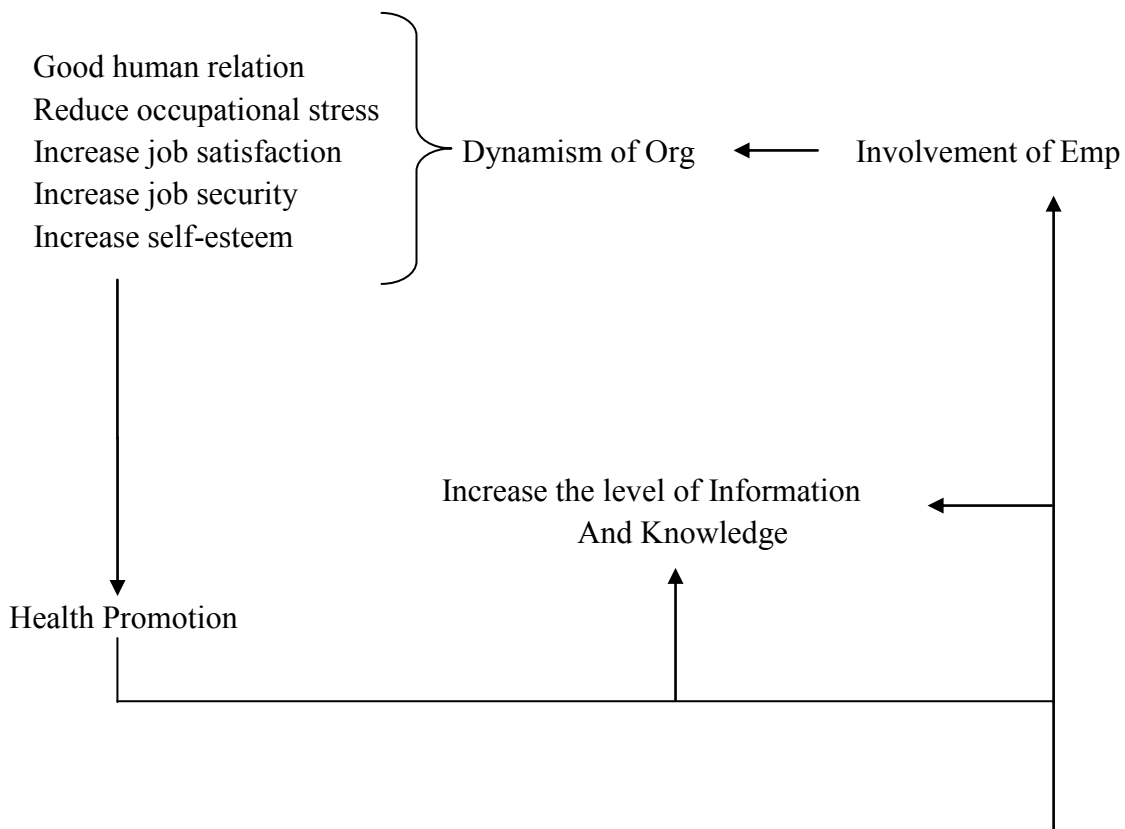 Good human relation
Reduce occupational stress
Increase job satisfaction
Increase job security
Increase self-esteem
Dynamism of Org
Involvement of Emp
Increase the level of Information
And Knowledge
Health Promotion